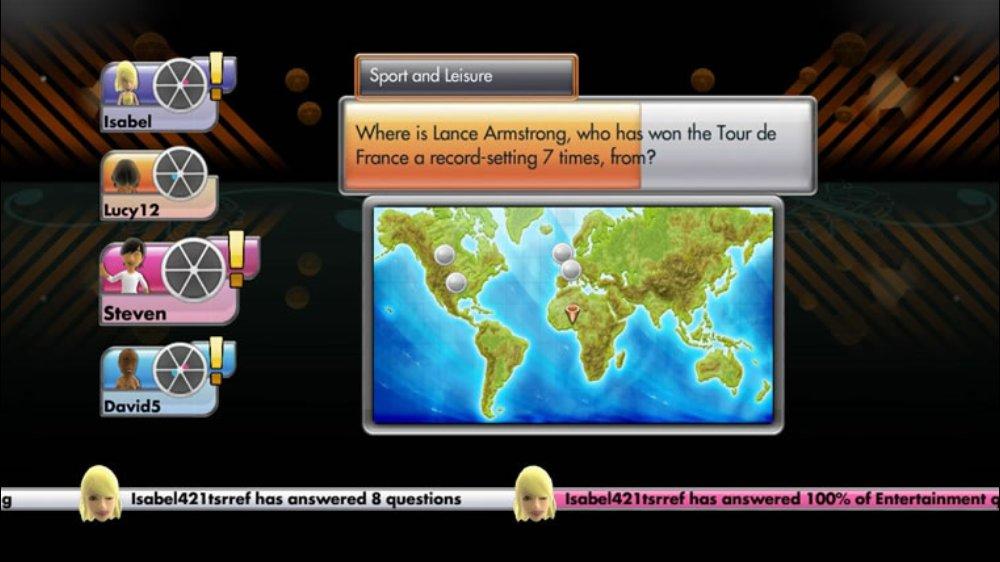 Sport and Leisure
Where is Lance Armstrong, who has won the Tour de
France a record-setting 7 times, from?
Isabel
Lucy12
Steven
David5
g
Isabel421tsrref has answered 8 questions
Isabel421tsrref has answered 100% of Entertainment